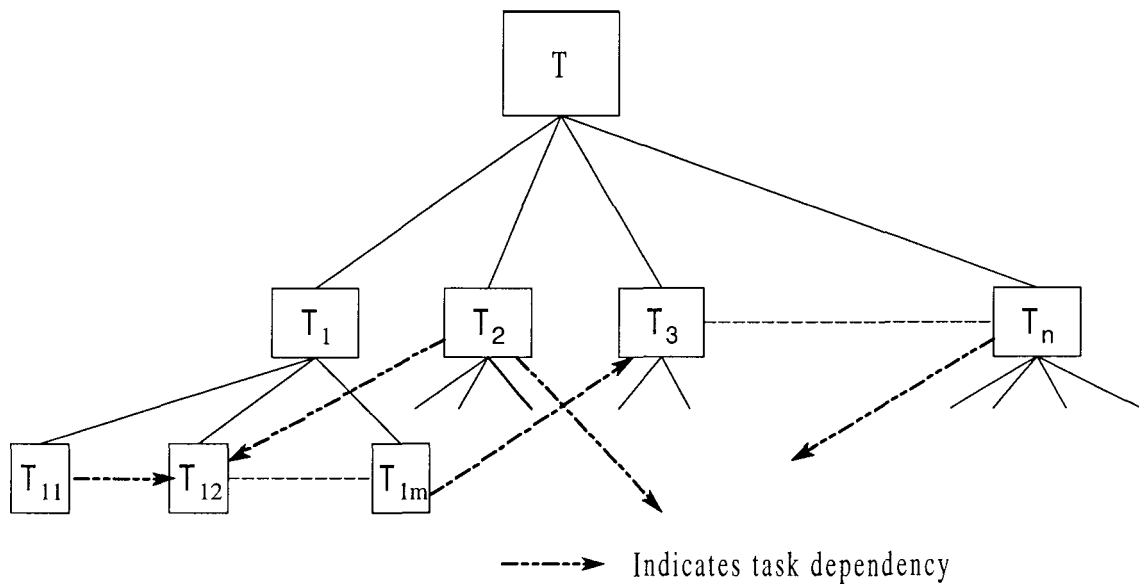 T
T₁
T₂
T₃
Tₙ
T₁₁
T₁₂
T₁ₘ
Indicates task dependency